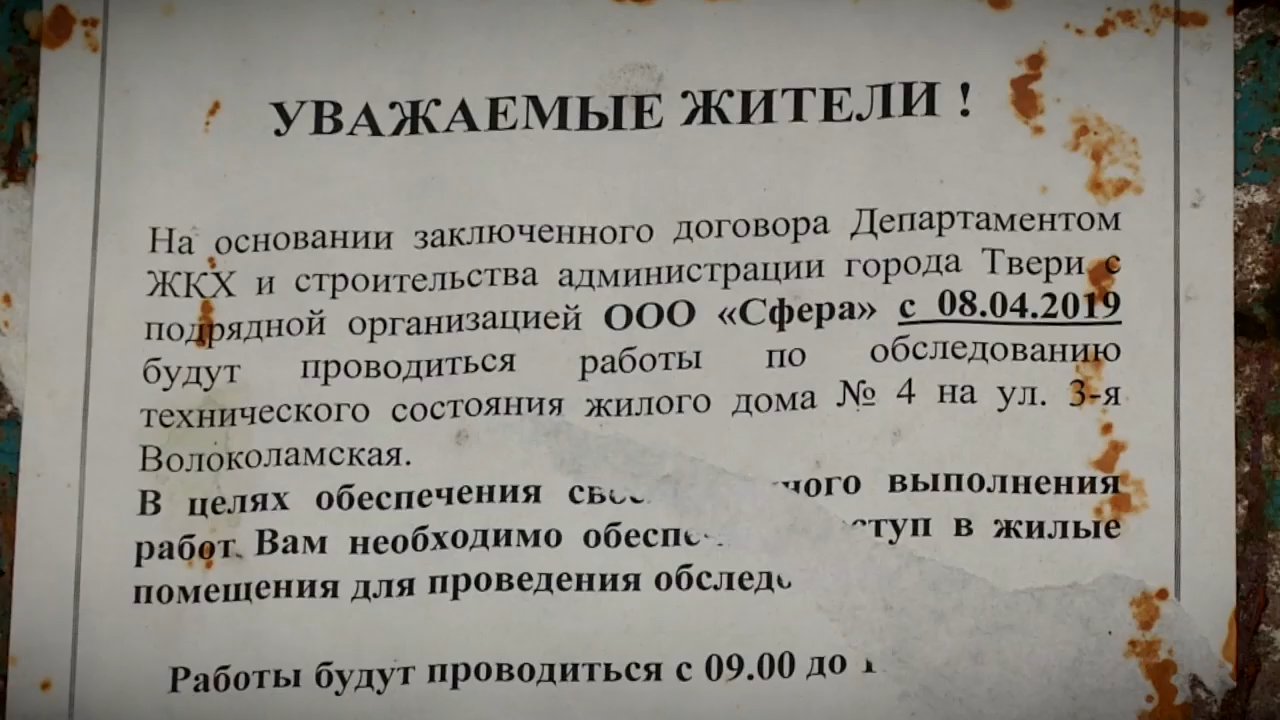 УВАЖАЕМЫЕ ЖИТЕЛИ !
На основании заключенного договора Департаментом
ЖКХ и строительства администрации города Твери с
подрядной организацией ООО «Сфера» с 08.04.2019
будут проводиться работы по обследованию
технического состояния жилого дома № 4 на ул. 3-я
Волоколамская.
В целях обеспечения выполнения
работ Вам необходимо в жилые
помещения для проведения
Работы будут проводиться с 09.00 до